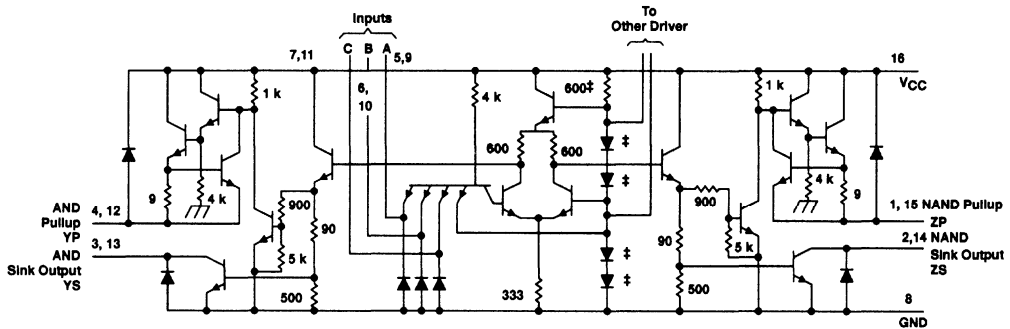 To
Other Driver
Inputs
C B A
7,11
5,9
6,
10
16
VCC
1 k
4 k
600‡
1 k
‡
600
600
‡
9
4 k
4 k
9
AND
4, 12
Pullup
YP
900
900
1, 15 NAND Pullup
ZP
3, 13
AND
Sink Output
YS
90
5 k
90
5 k
2,14 NAND
Sink Output
ZS
‡
‡
500
333
500
8
GND